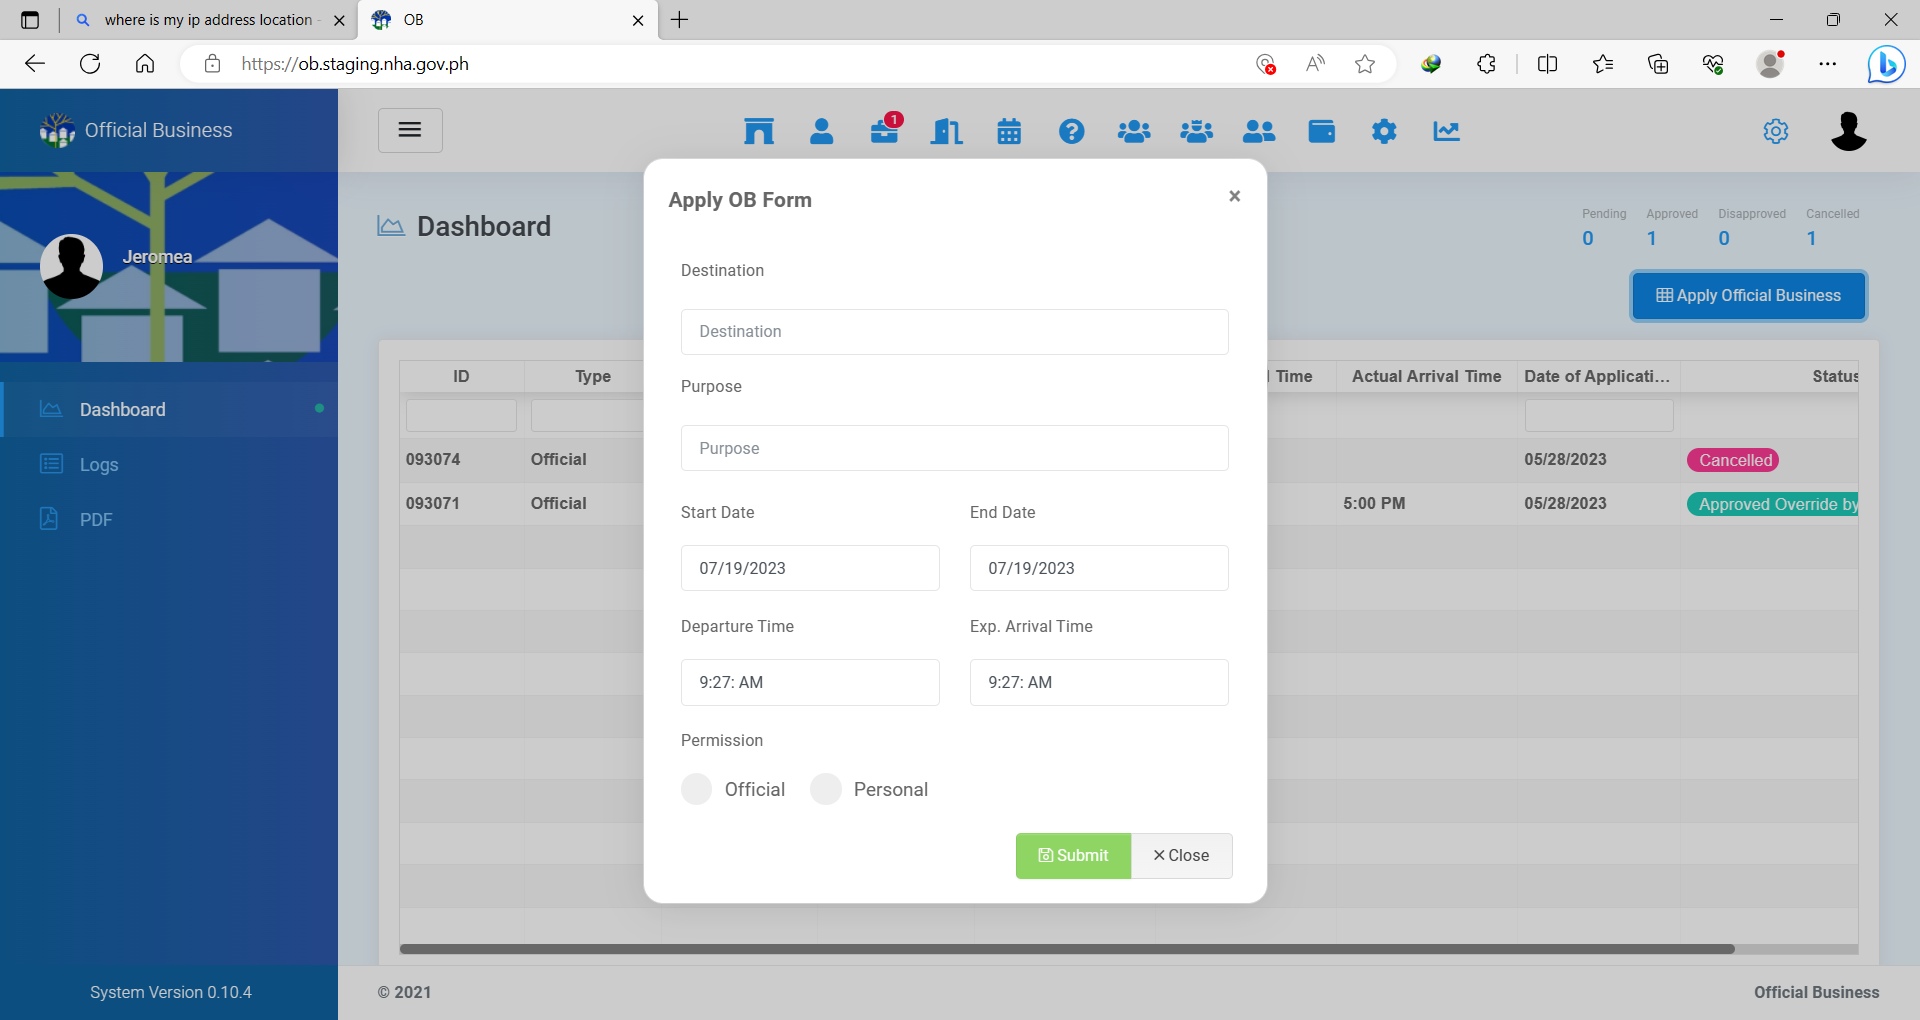 where is my ip address location
OB
https://ob.staging.nha.gov.ph
Official Business
1
Jeromea
Dashboard
Logs
PDF
System Version 0.10.4
Dashboard
Pending Approved Disapproved Cancelled
0 1 0 1
Apply Official Business
ID Type Time Actual Arrival Time Date of Applicati... Status
093074 Official 05/28/2023 Cancelled
093071 Official 5:00 PM 05/28/2023 Approved Override by
Apply OB Form
×
Destination
Destination
Purpose
Purpose
Start Date End Date
07/19/2023 07/19/2023
Departure Time Exp. Arrival Time
9:27: AM 9:27: AM
Permission
Official Personal
Submit × Close
© 2021
Official Business